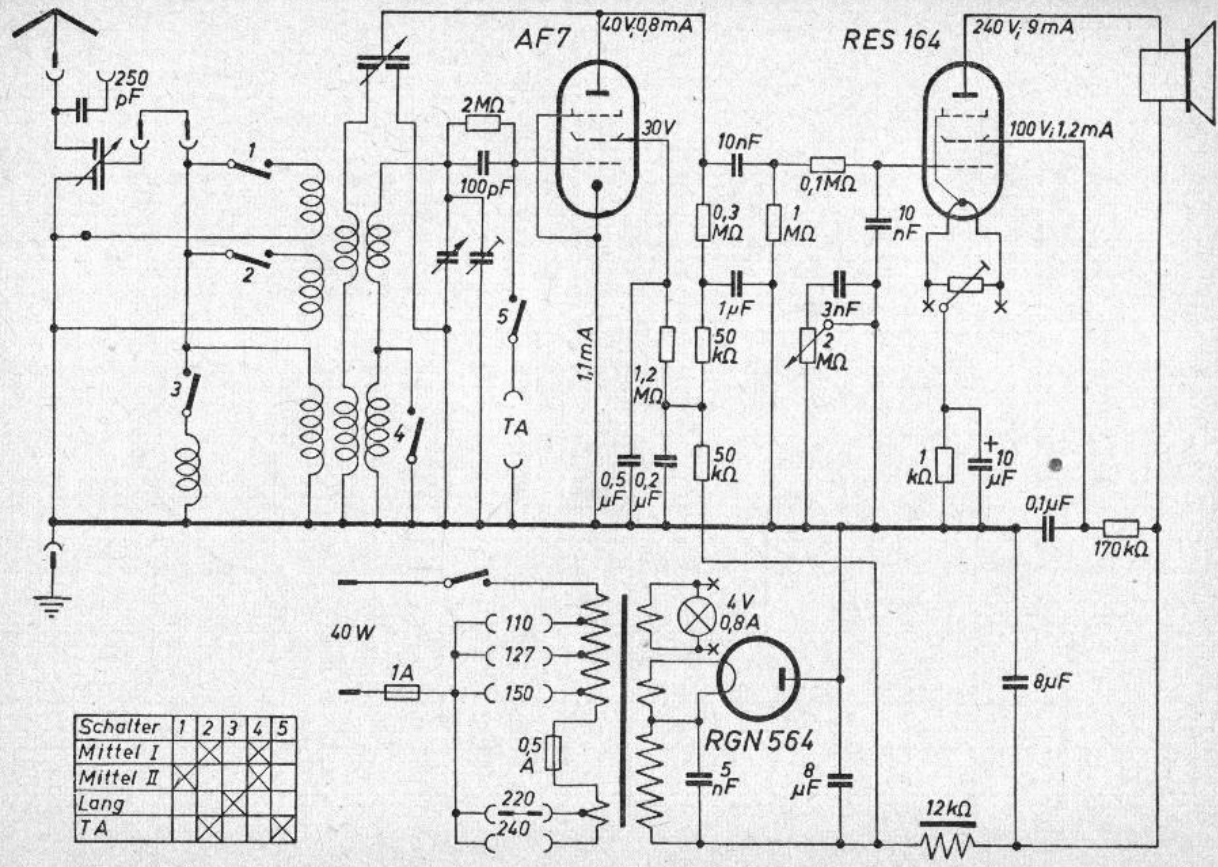 AF7
40V;0,8mA
RES 164
240 V; 9mA
250
pF
2MΩ
30V
100V;1,2mA
10nF
1
100pF
0,1MΩ
0,3
MΩ
1
MΩ
10
nF
2
1µF
3nF
2
MΩ
5
50
kΩ
1,1mA
1,2
MΩ
3
4
TA
50
kΩ
0,5
µF
0,2
µF
1
kΩ
+
10
µF
0,1µF
170kΩ
40W
110
127
150
1A
4V
0,8A
8µF
RGN 564
0,5
A
5
nF
8
µF
220
240
12kΩ
Schalter 1 2 3 4 5
Mittel I
Mittel II
Lang
TA